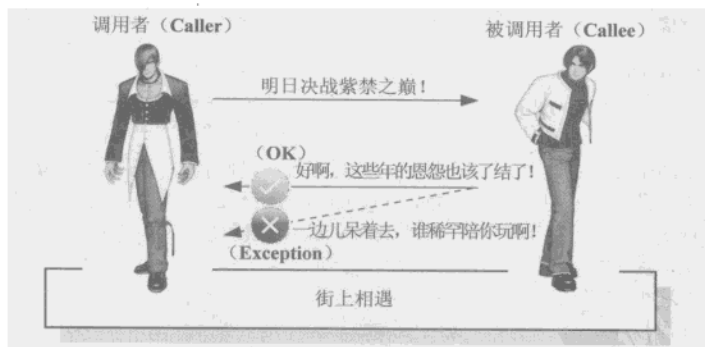 调用者（Caller）
被调用者（Callee）
明日决战紫禁之巅！
（OK）
好啊，这些年的恩怨也该了结了！
一边儿呆着去，谁稀罕陪你玩啊！
（Exception）
街上相遇